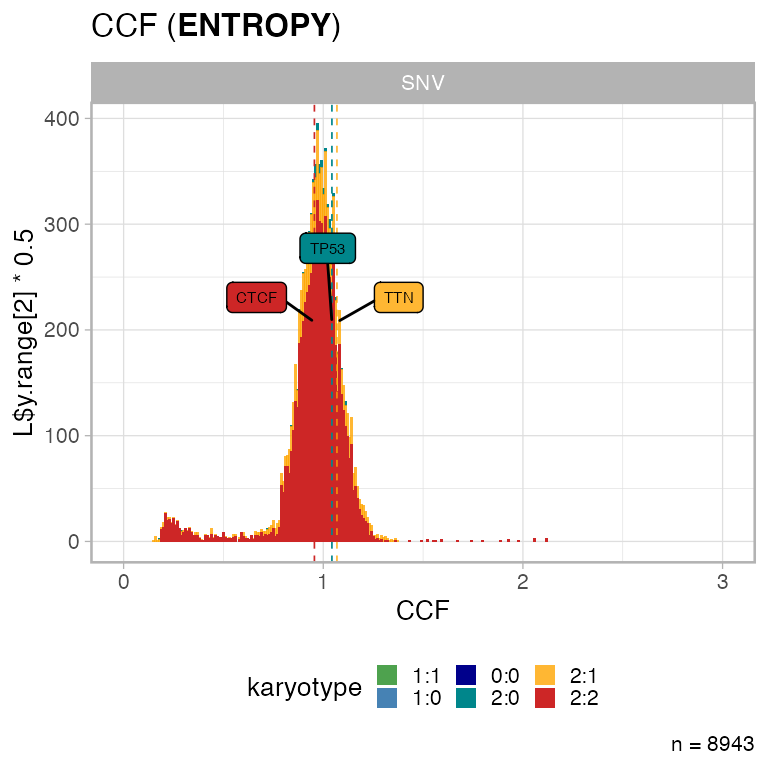 CCF (ENTROPY)
SNV
400
300
200
100
0
L$y.range[2] * 0.5
TP53
CTCF
TTN
0 1 2 3
CCF
karyotype
1:1 0:0 2:1
1:0 2:0 2:2
n = 8943